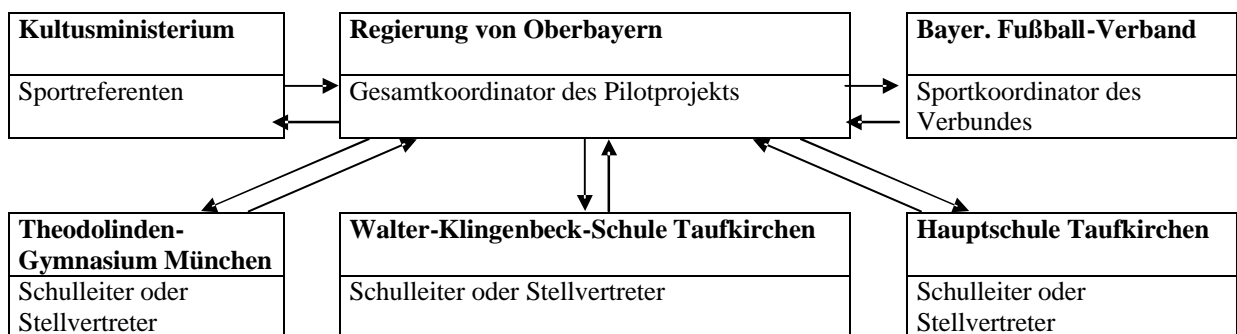 Kultusministerium
Sportreferenten
Regierung von Oberbayern
Gesamtkoordinator des Pilotprojekts
Bayer. Fußball-Verband
Sportkoordinator des
Verbundes
Theodolinden-
Gymnasium München
Schulleiter oder
Stellvertreter
Walter-Klingenbeck-Schule Taufkirchen
Schulleiter oder Stellvertreter
Hauptschule Taufkirchen
Schulleiter oder
Stellvertreter